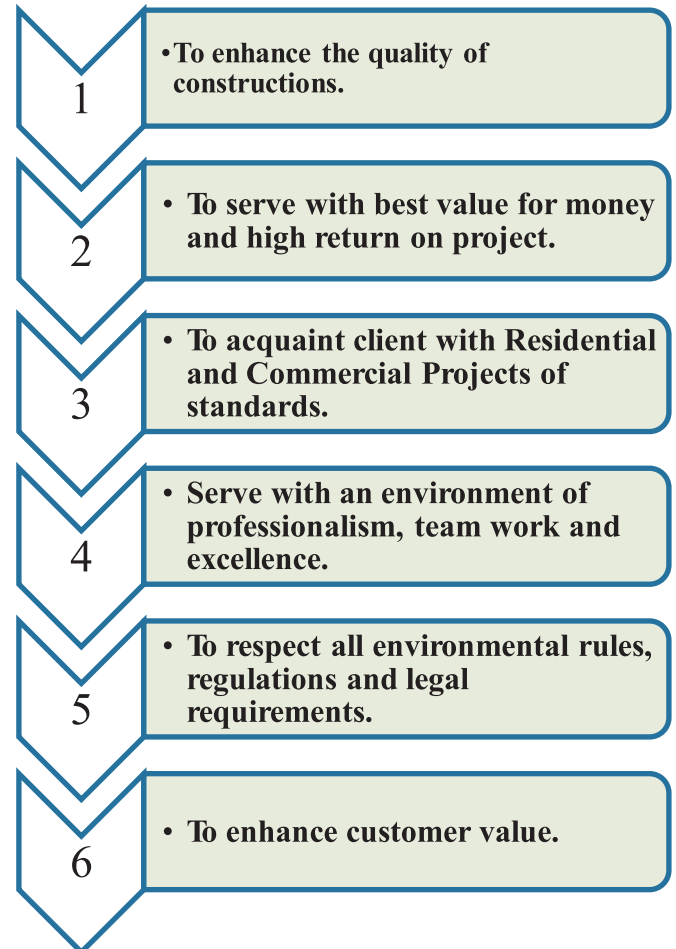 1
•To enhance the quality of
constructions.
2
• To serve with best value for money
and high return on project.
3
• To acquaint client with Residential
and Commercial Projects of
standards.
4
• Serve with an environment of
professionalism, team work and
excellence.
5
• To respect all environmental rules,
regulations and legal
requirements.
6
• To enhance customer value.